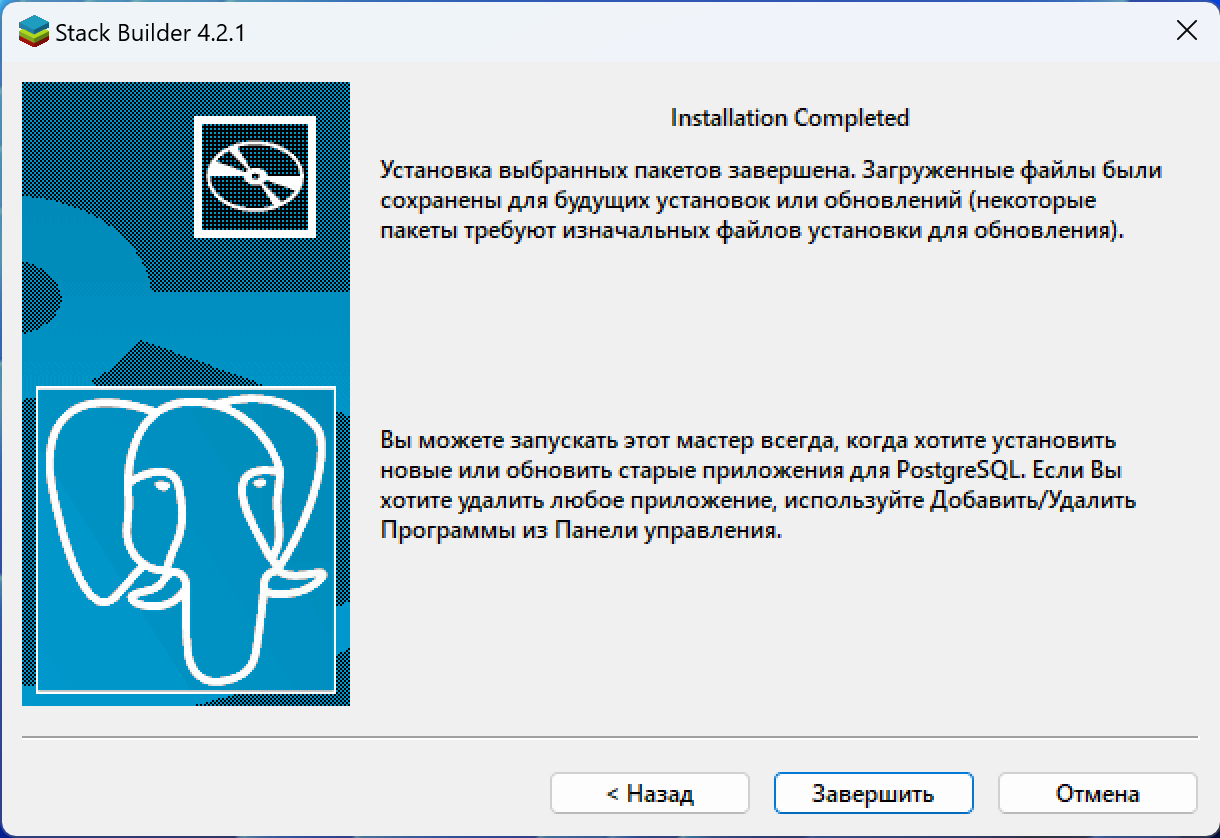 Stack Builder 4.2.1
Installation Completed
Установка выбранных пакетов завершена. Загруженные файлы были
сохранены для будущих установок или обновлений (некоторые
пакеты требуют изначальных файлов установки для обновления).
Вы можете запускать этот мастер всегда, когда хотите установить
новые или обновить старые приложения для PostgreSQL. Если Вы
хотите удалить любое приложение, используйте Добавить/Удалить
Программы из Панели управления.
< Назад
Завершить
Отмена